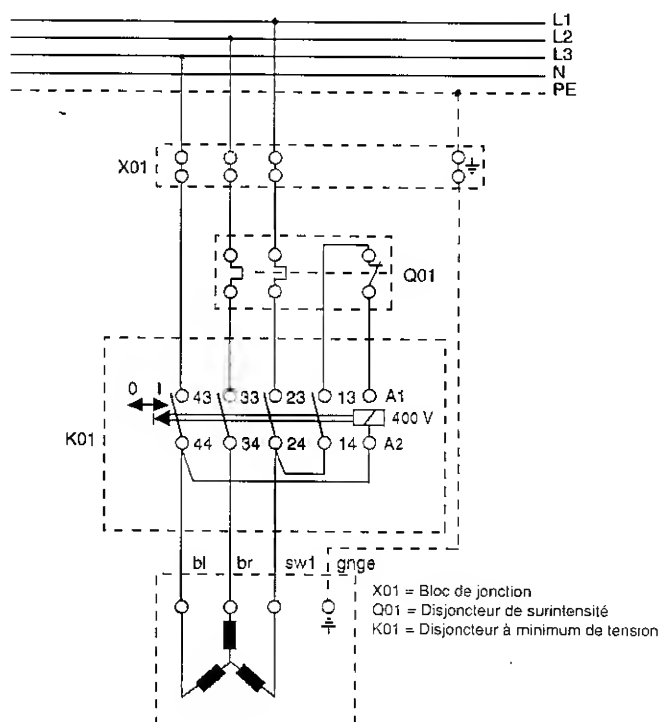 L1
L2
L3
N
PE
X01
Q01
0 I
43 33 23 13 A1
400 V
K01
44 34 24 14 A2
bl br sw1 gnge
X01 = Bloc de jonction
Q01 = Disjoncteur de surintensité
K01 = Disjoncteur à minimum de tension